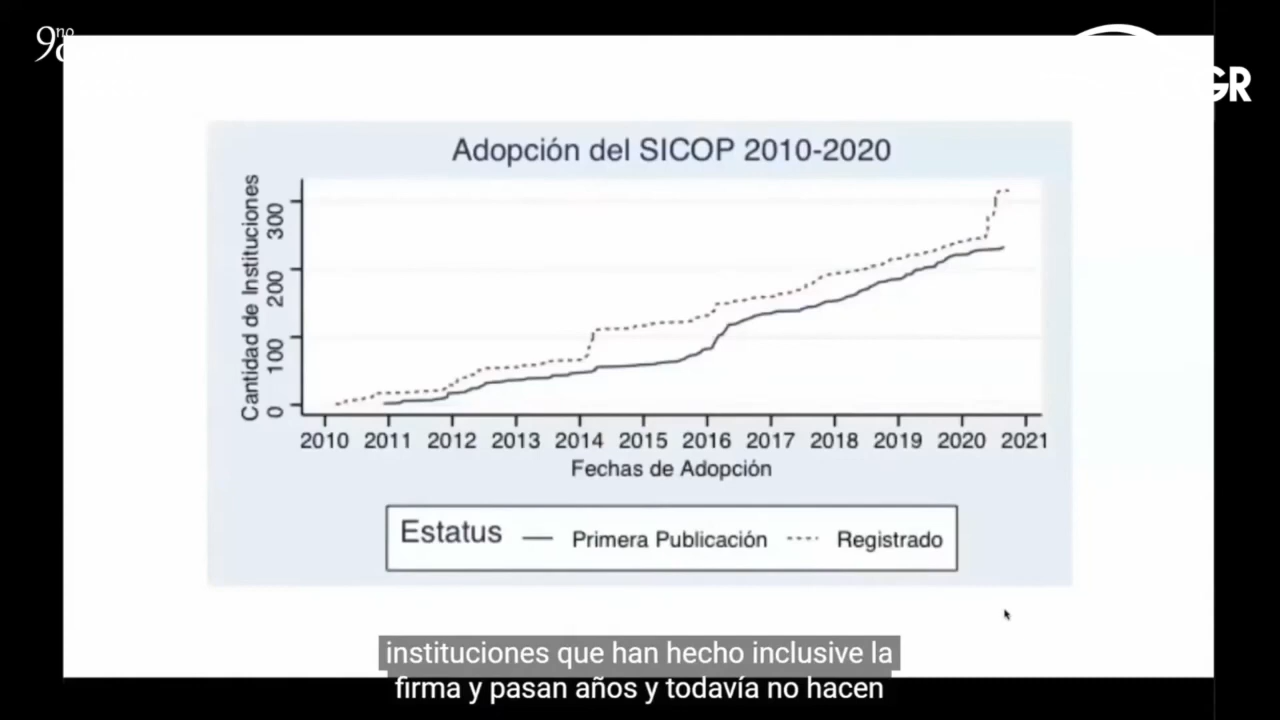 9no
GR
Adopción del SICOP 2010-2020
Cantidad de Instituciones
300
200
100
0
2010 2011 2012 2013 2014 2015 2016 2017 2018 2019 2020 2021
Fechas de Adopción
Estatus Primera Publicación Registrado
instituciones que han hecho inclusive la
firma y pasan años y todavía no hacen